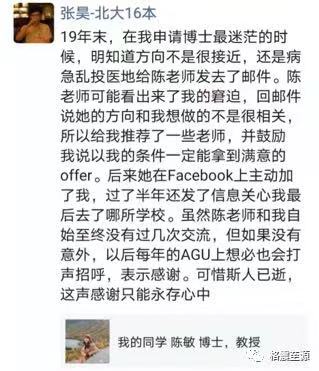 张昊-北大16本
19年末，在我申请博士最迷茫的时
候，明知道方向不是很接近，还是病
急乱投医地给陈老师发去了邮件。陈
老师可能看出来了我的窘迫，回邮件
说她的方向和我想做的不是很相关，
所以给我推荐了一些老师，并鼓励
我说以我的条件一定能拿到满意的
offer。后来她在Facebook上主动加
了我，过了半年还发了信息关心我最
后去了哪所学校。虽然陈老师和我自
始至终没有过几次交流，但如果没有
意外，以后每年的AGU上想必也会打
声招呼，表示感谢。可惜斯人已逝，
这声感谢只能永存心中
我的同学 陈敏 博士，教授
格震至源